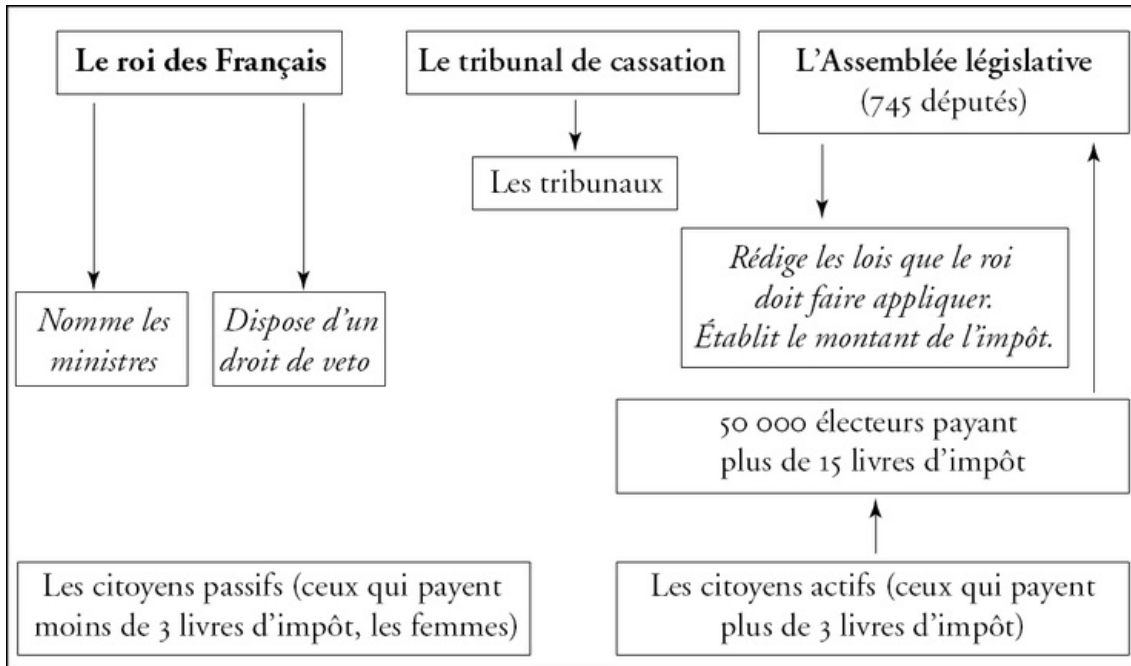 Le roi des Français
Le tribunal de cassation
L’Assemblée législative
(745 députés)
Les tribunaux
Nomme les
ministres
Dispose d’un
droit de veto
Rédige les lois que le roi
doit faire appliquer.
Établit le montant de l’impôt.
50 000 électeurs payant
plus de 15 livres d’impôt
Les citoyens passifs (ceux qui payent
moins de 3 livres d’impôt, les femmes)
Les citoyens actifs (ceux qui payent
plus de 3 livres d’impôt)